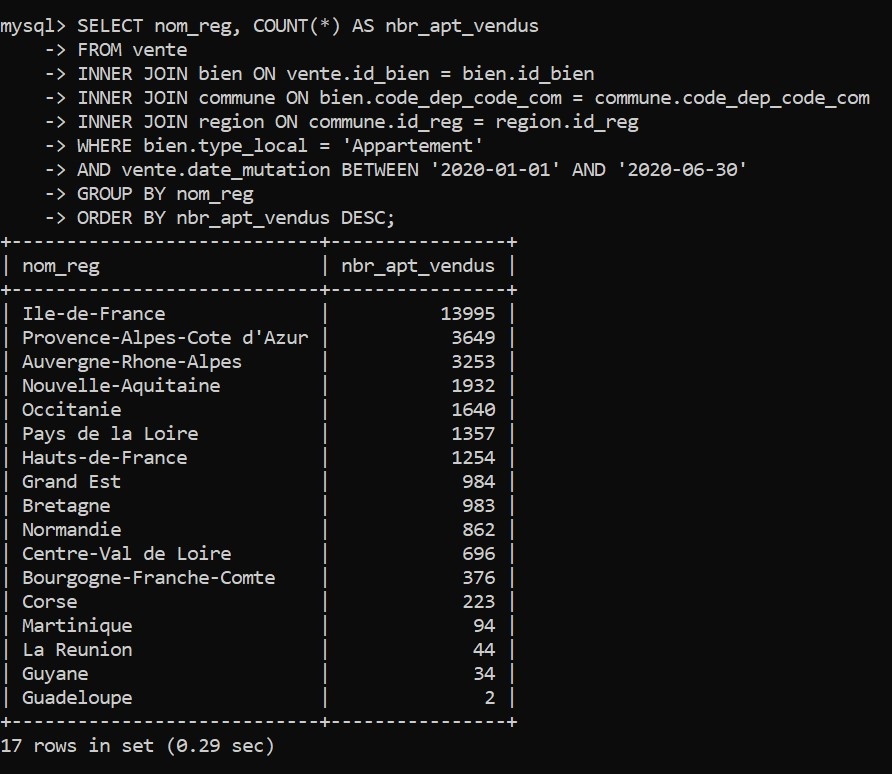 mysql> SELECT nom_reg, COUNT(*) AS nbr_apt_vendus
    -> FROM vente
    -> INNER JOIN bien ON vente.id_bien = bien.id_bien
    -> INNER JOIN commune ON bien.code_dep_code_com = commune.code_dep_code_com
    -> INNER JOIN region ON commune.id_reg = region.id_reg
    -> WHERE bien.type_local = 'Appartement'
    -> AND vente.date_mutation BETWEEN '2020-01-01' AND '2020-06-30'
    -> GROUP BY nom_reg
    -> ORDER BY nbr_apt_vendus DESC;
+----------------------------+----------------+
| nom_reg                    | nbr_apt_vendus |
+----------------------------+----------------+
| Ile-de-France              |          13995 |
| Provence-Alpes-Cote d'Azur |           3649 |
| Auvergne-Rhone-Alpes       |           3253 |
| Nouvelle-Aquitaine         |           1932 |
| Occitanie                  |           1640 |
| Pays de la Loire           |           1357 |
| Hauts-de-France            |           1254 |
| Grand Est                  |            984 |
| Bretagne                   |            983 |
| Normandie                  |            862 |
| Centre-Val de Loire        |            696 |
| Bourgogne-Franche-Comte    |            376 |
| Corse                      |            223 |
| Martinique                 |             94 |
| La Reunion                 |             44 |
| Guyane                     |             34 |
| Guadeloupe                 |              2 |
+----------------------------+----------------+
17 rows in set (0.29 sec)